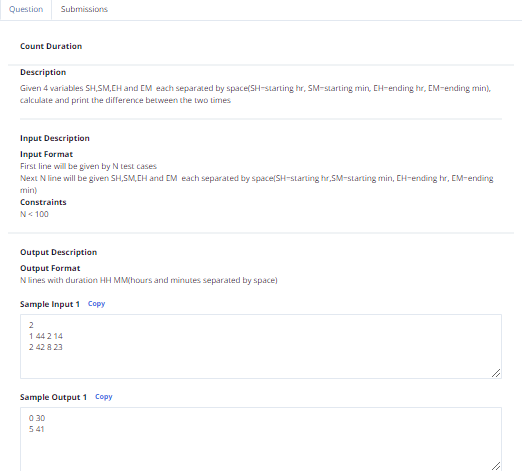 Question Submissions
Count Duration
Description
Given 4 variables SH,SM,EH and EM each separated by space(SH=starting hr, SM=starting min, EH=ending hr, EM=ending min),
calculate and print the difference between the two times
Input Description
Input Format
First line will be given by N test cases
Next N line will be given SH,SM,EH and EM each separated by space(SH=starting hr,SM=starting min, EH=ending hr, EM=ending
min)
Constraints
N < 100
Output Description
Output Format
N lines with duration HH MM(hours and minutes separated by space)
Sample Input 1 Copy
2
1 44 2 14
2 42 8 23
Sample Output 1 Copy
0 30
5 41